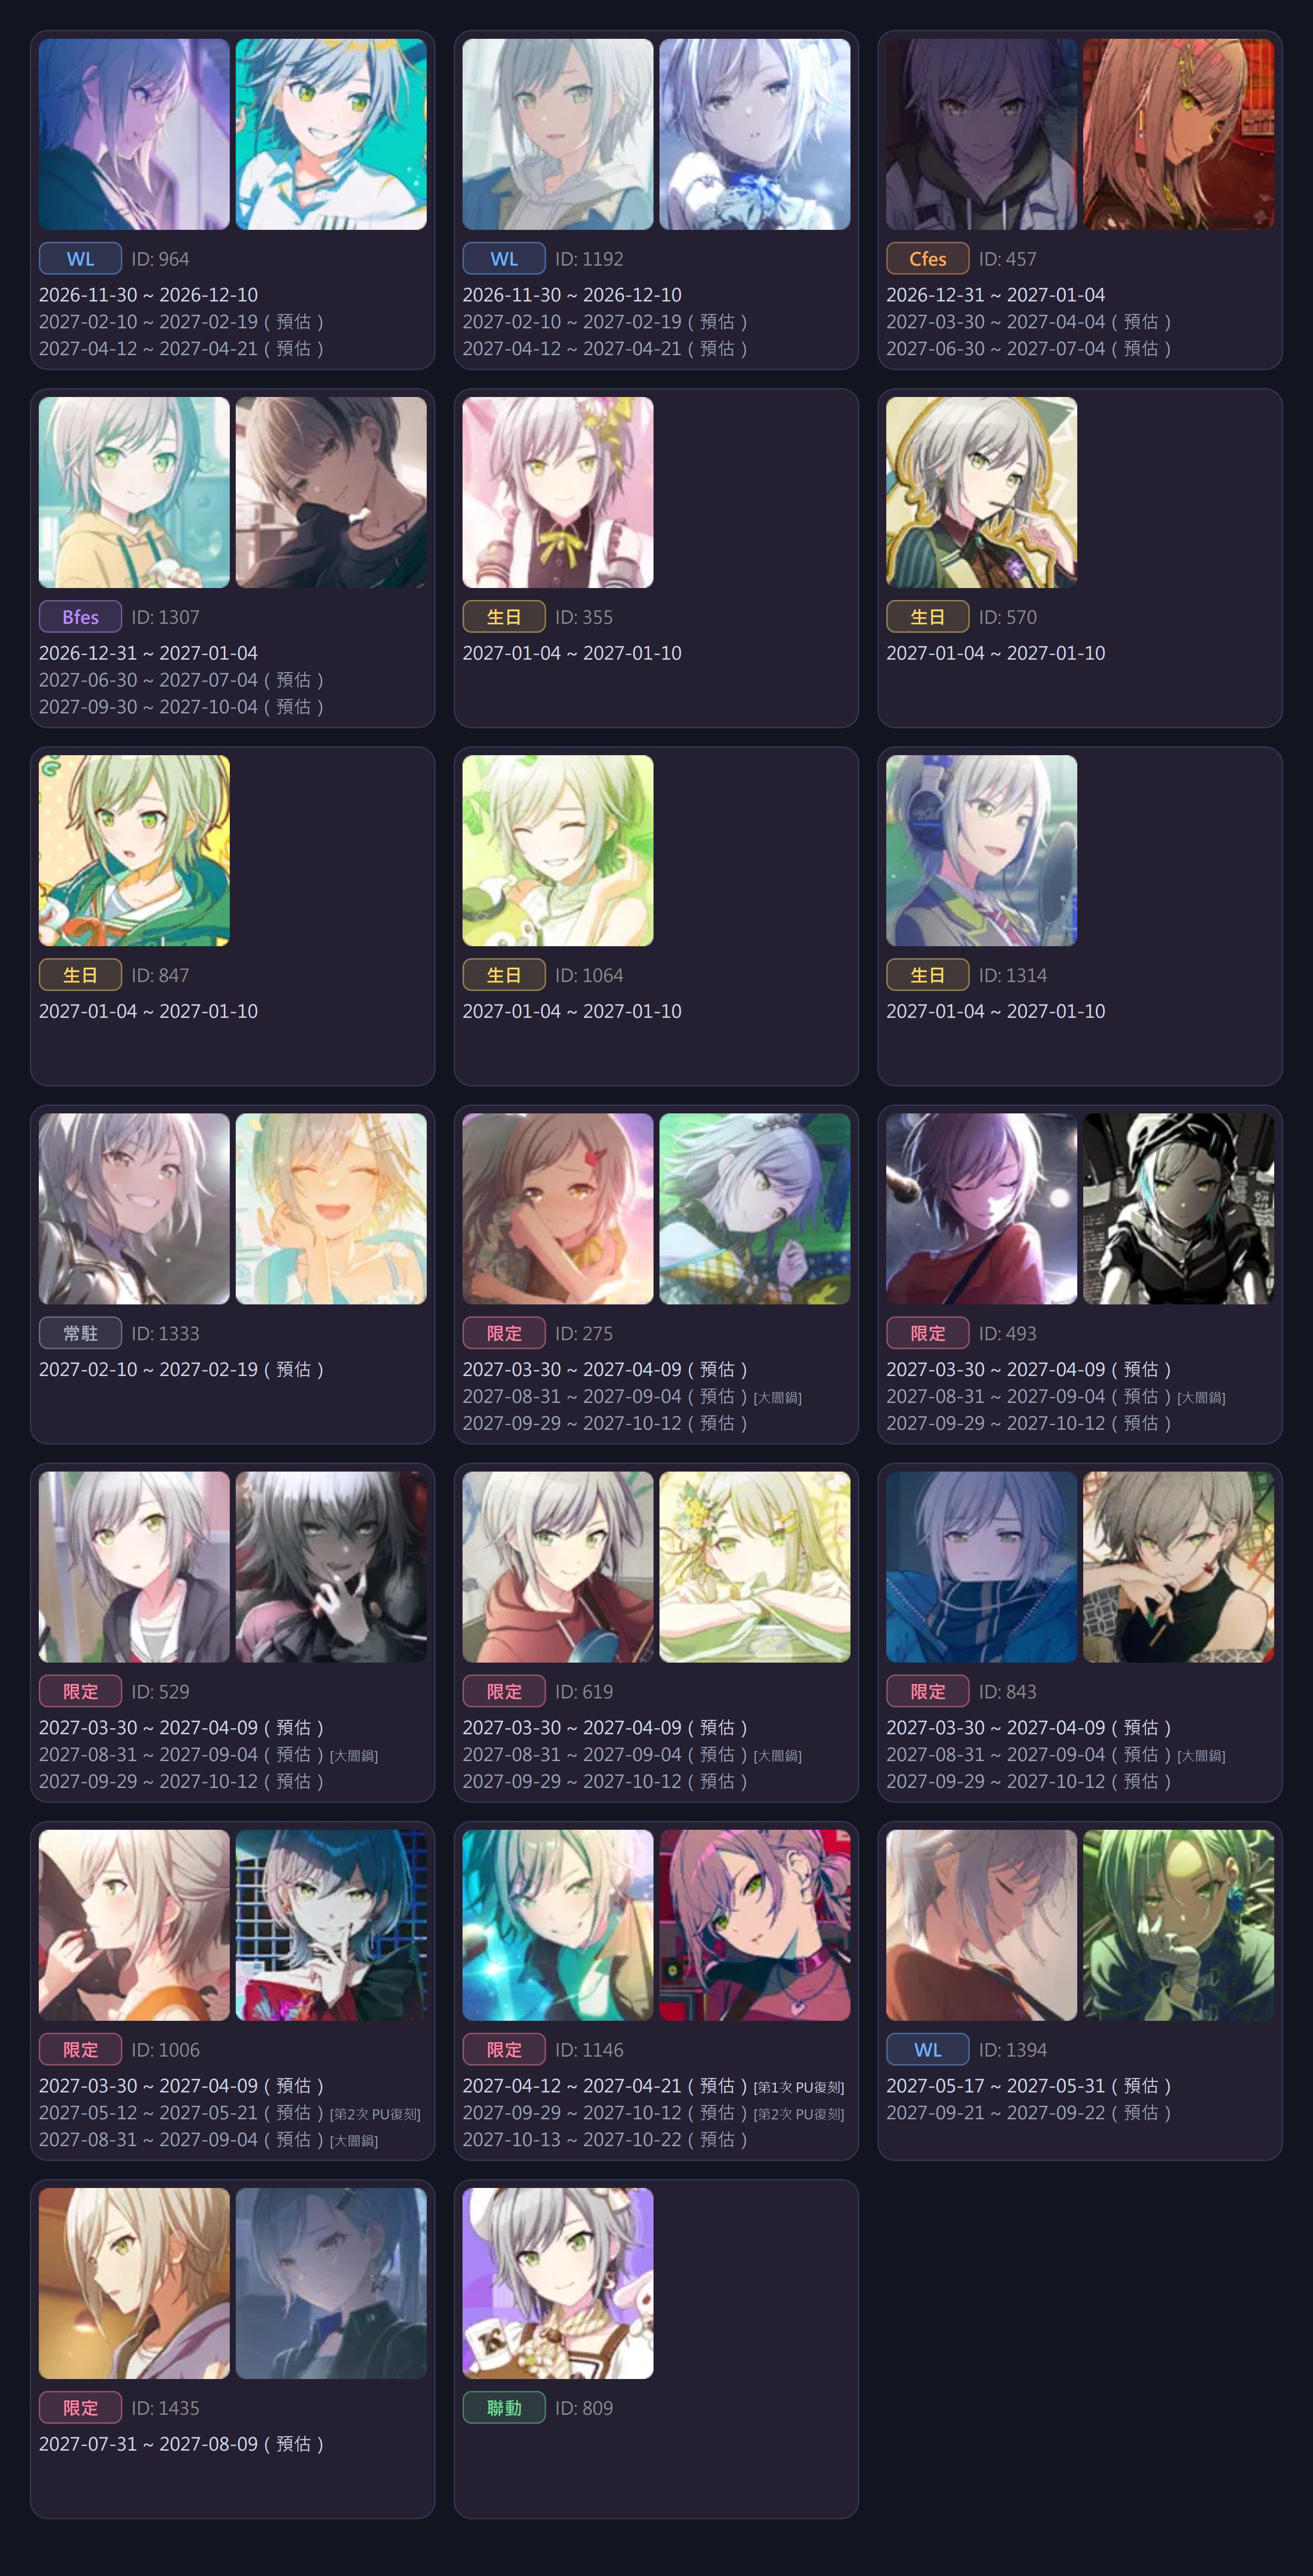 WL ID: 964
2026-11-30 ~ 2026-12-10
2027-02-10 ~ 2027-02-19 ( 預估 )
2027-04-12 ~ 2027-04-21 ( 預估 )
WL ID: 1192
2026-11-30 ~ 2026-12-10
2027-02-10 ~ 2027-02-19 ( 預估 )
2027-04-12 ~ 2027-04-21 ( 預估 )
Cfes ID: 457
2026-12-31 ~ 2027-01-04
2027-03-30 ~ 2027-04-04 ( 預估 )
2027-06-30 ~ 2027-07-04 ( 預估 )
Bfes ID: 1307
2026-12-31 ~ 2027-01-04
2027-06-30 ~ 2027-07-04 ( 預估 )
2027-09-30 ~ 2027-10-04 ( 預估 )
生日 ID: 355
2027-01-04 ~ 2027-01-10
生日 ID: 570
2027-01-04 ~ 2027-01-10
生日 ID: 847
2027-01-04 ~ 2027-01-10
生日 ID: 1064
2027-01-04 ~ 2027-01-10
生日 ID: 1314
2027-01-04 ~ 2027-01-10
常駐 ID: 1333
2027-02-10 ~ 2027-02-19 ( 預估 )
限定 ID: 275
2027-03-30 ~ 2027-04-09 ( 預估 )
2027-08-31 ~ 2027-09-04 ( 預估 ) [大闇鍋]
2027-09-29 ~ 2027-10-12 ( 預估 )
限定 ID: 493
2027-03-30 ~ 2027-04-09 ( 預估 )
2027-08-31 ~ 2027-09-04 ( 預估 ) [大闇鍋]
2027-09-29 ~ 2027-10-12 ( 預估 )
限定 ID: 529
2027-03-30 ~ 2027-04-09 ( 預估 )
2027-08-31 ~ 2027-09-04 ( 預估 ) [大闇鍋]
2027-09-29 ~ 2027-10-12 ( 預估 )
限定 ID: 619
2027-03-30 ~ 2027-04-09 ( 預估 )
2027-08-31 ~ 2027-09-04 ( 預估 ) [大闇鍋]
2027-09-29 ~ 2027-10-12 ( 預估 )
限定 ID: 843
2027-03-30 ~ 2027-04-09 ( 預估 )
2027-08-31 ~ 2027-09-04 ( 預估 ) [大闇鍋]
2027-09-29 ~ 2027-10-12 ( 預估 )
限定 ID: 1006
2027-03-30 ~ 2027-04-09 ( 預估 )
2027-05-12 ~ 2027-05-21 ( 預估 ) [第2次 PU復刻]
2027-08-31 ~ 2027-09-04 ( 預估 ) [大闇鍋]
限定 ID: 1146
2027-04-12 ~ 2027-04-21 ( 預估 ) [第1次 PU復刻]
2027-09-29 ~ 2027-10-12 ( 預估 ) [第2次 PU復刻]
2027-10-13 ~ 2027-10-22 ( 預估 )
WL ID: 1394
2027-05-17 ~ 2027-05-31 ( 預估 )
2027-09-21 ~ 2027-09-22 ( 預估 )
限定 ID: 1435
2027-07-31 ~ 2027-08-09 ( 預估 )
聯動 ID: 809